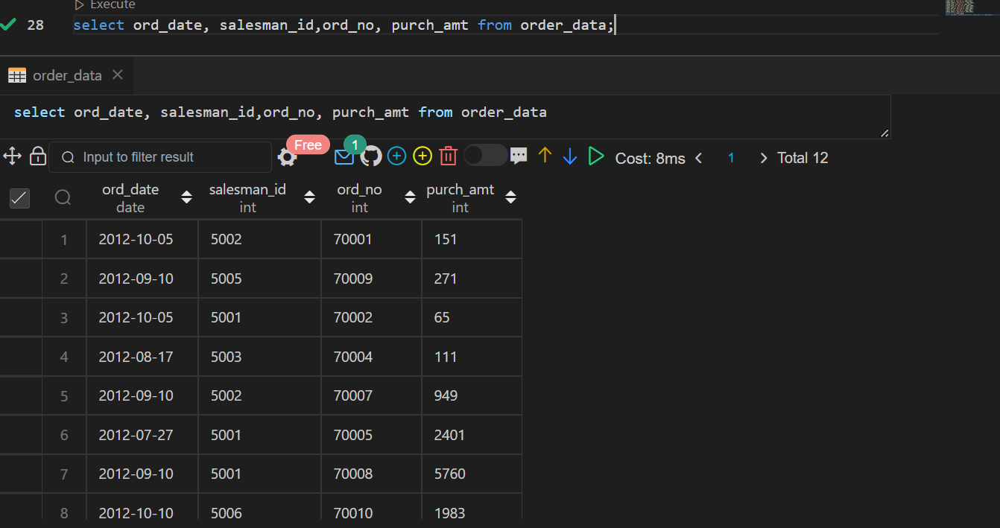 Execute
28 select ord_date, salesman_id,ord_no, purch_amt from order_data;
order_data
select ord_date, salesman_id,ord_no, purch_amt from order_data
Input to filter result Free 1 Cost: 8ms 1 Total 12
ord_date salesman_id ord_no purch_amt
date int int int
1 2012-10-05 5002 70001 151
2 2012-09-10 5005 70009 271
3 2012-10-05 5001 70002 65
4 2012-08-17 5003 70004 111
5 2012-09-10 5002 70007 949
6 2012-07-27 5001 70005 2401
7 2012-09-10 5001 70008 5760
8 2012-10-10 5006 70010 1983